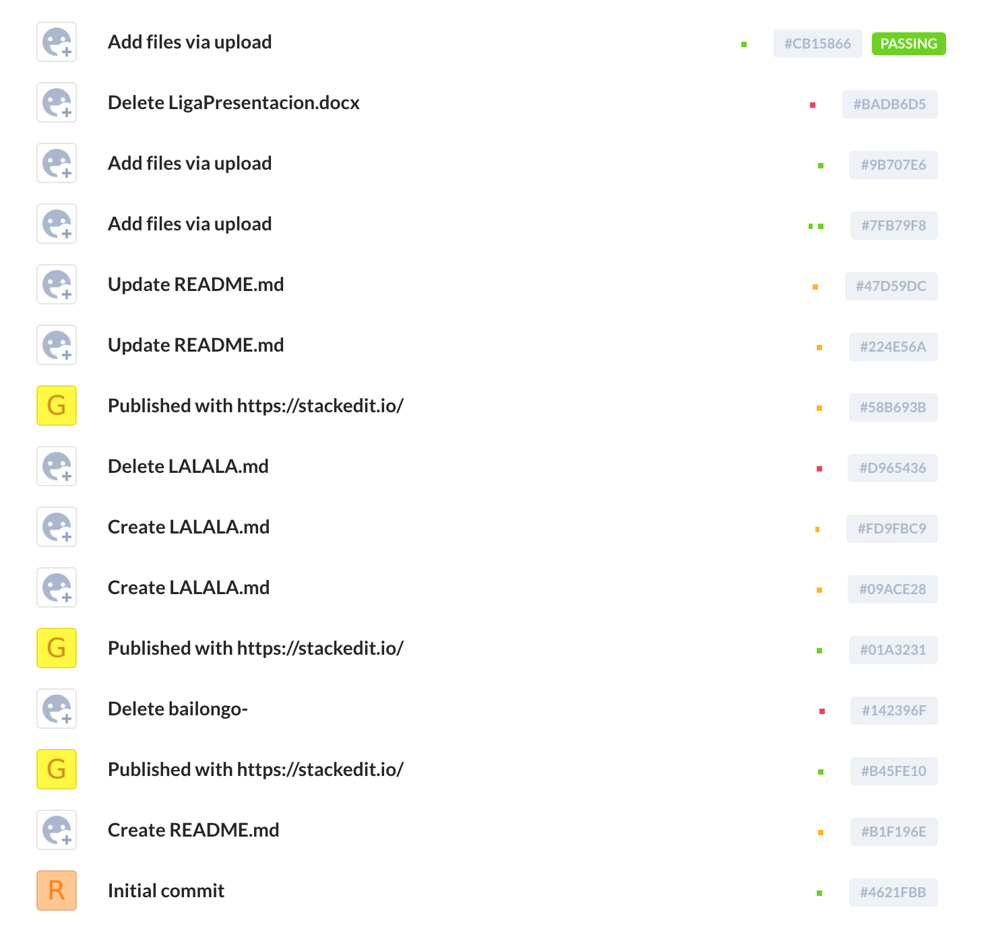 Add files via upload #CB15866 PASSING
Delete LigaPresentacion.docx #BADB6D5
Add files via upload #9B707E6
Add files via upload #7FB79F8
Update README.md #47D59DC
Update README.md #224E56A
G Published with https://stackedit.io/ #58B693B
Delete LALALA.md #D965436
Create LALALA.md #FD9FBC9
Create LALALA.md #09ACE28
G Published with https://stackedit.io/ #01A3231
Delete bailongo- #142396F
G Published with https://stackedit.io/ #B45FE10
Create README.md #B1F196E
R Initial commit #4621FBB